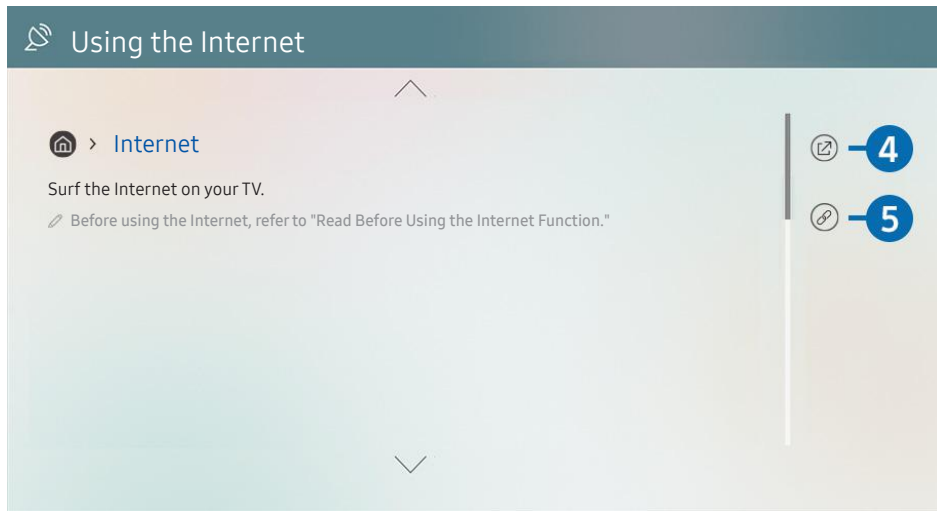 Using the Internet
> Internet
4
Surf the Internet on your TV.
Before using the Internet, refer to "Read Before Using the Internet Function."
5